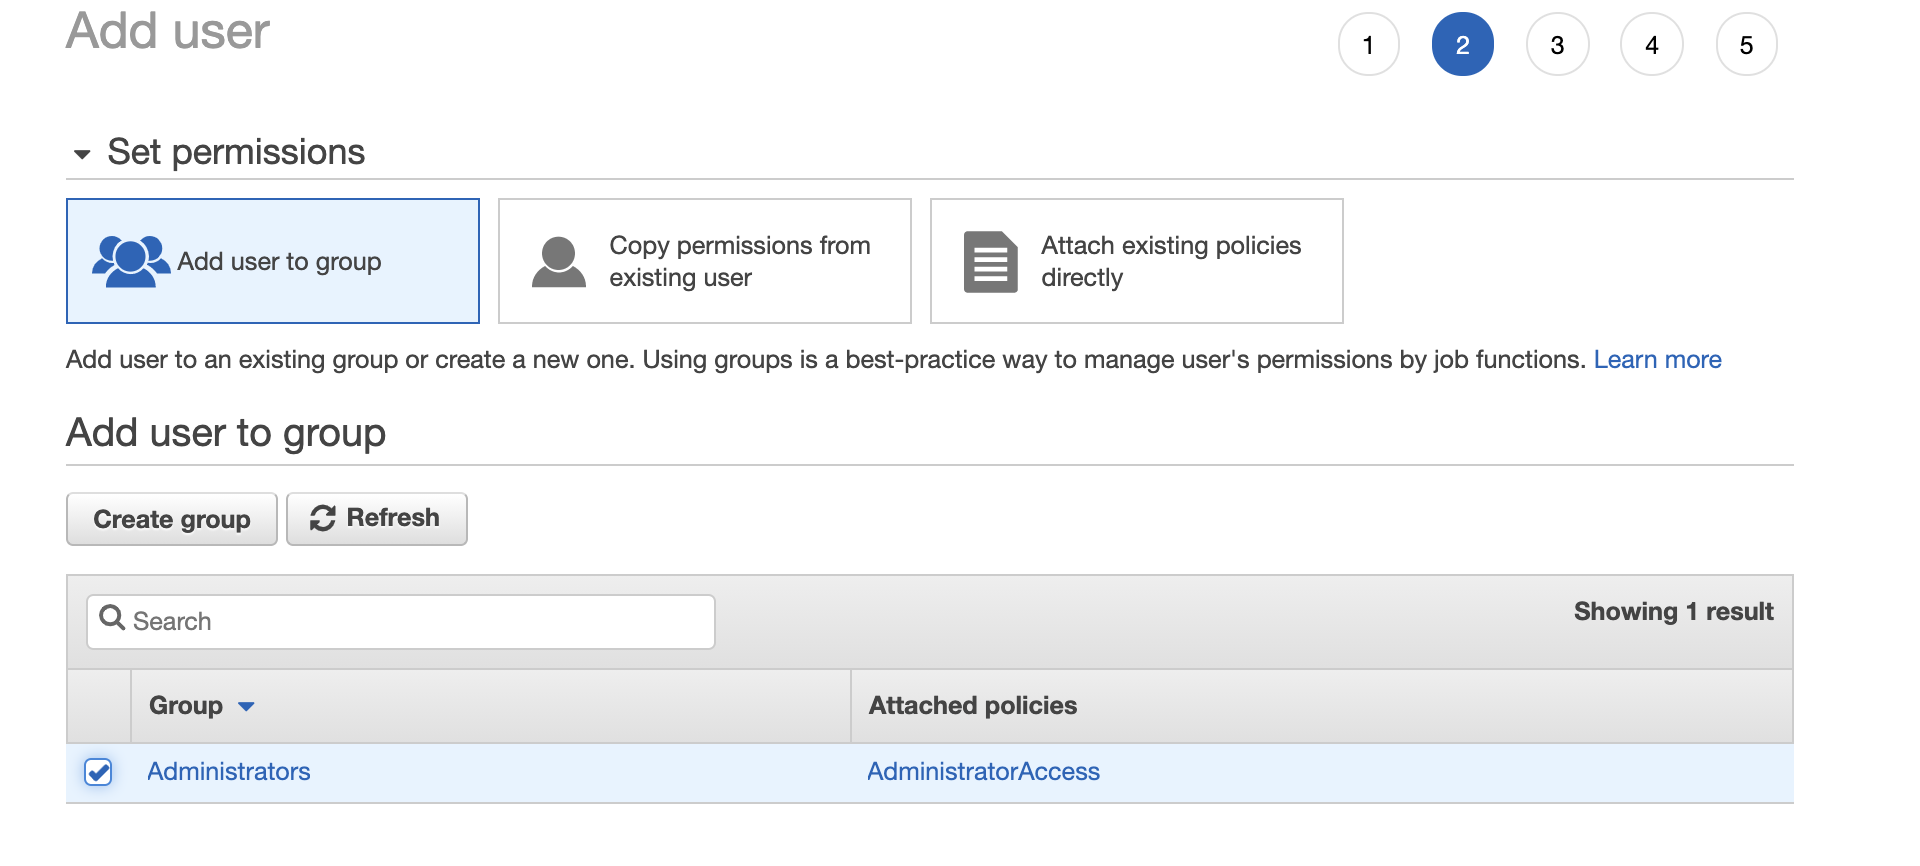 Add user
1 2 3 4 5
Set permissions
Add user to group
Copy permissions from
existing user
Attach existing policies
directly
Add user to an existing group or create a new one. Using groups is a best-practice way to manage user's permissions by job functions. Learn more
Add user to group
Create group Refresh
Search
Showing 1 result
Group Attached policies
Administrators AdministratorAccess